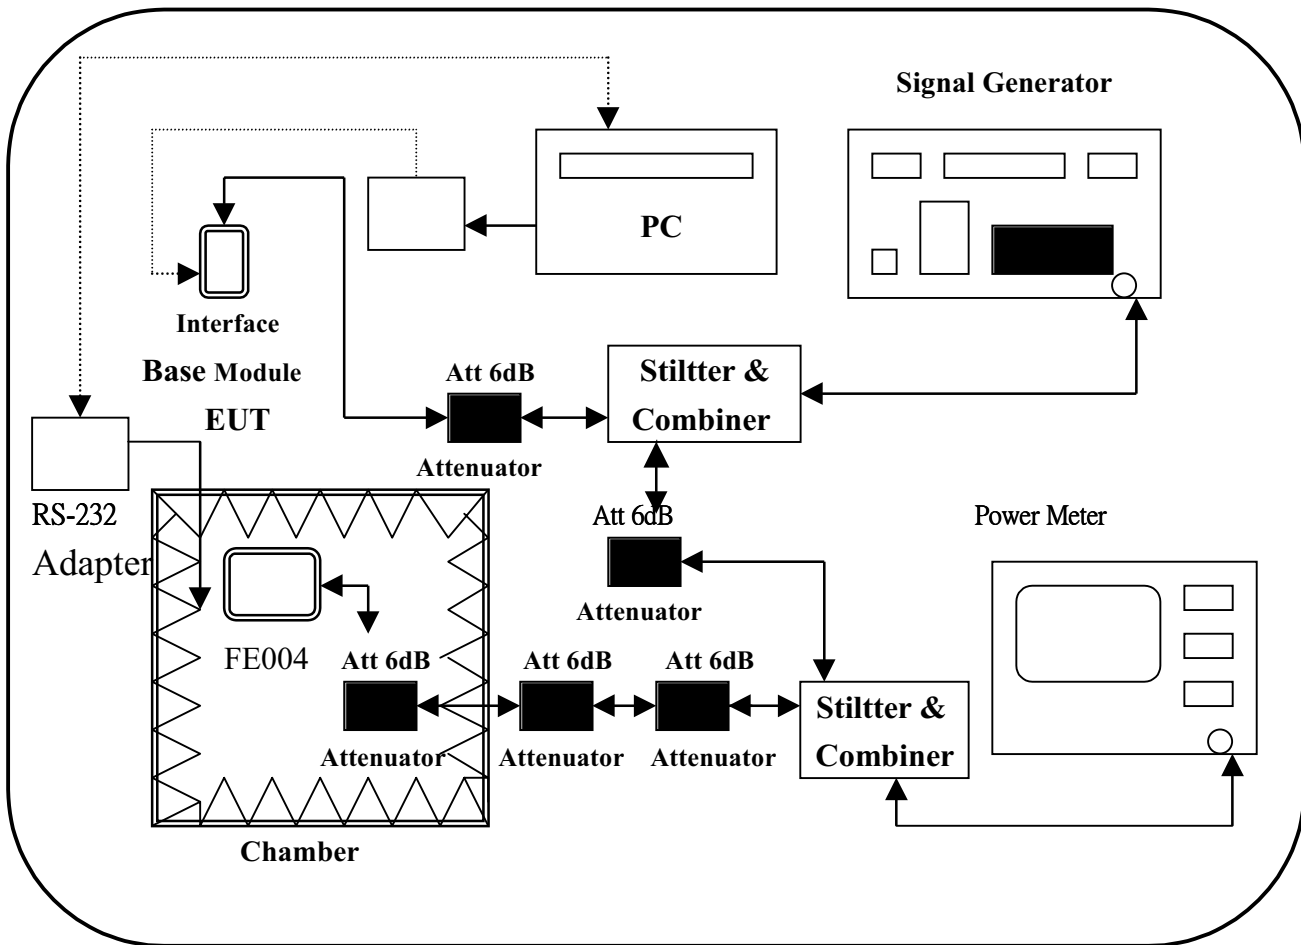 Signal Generator
PC
Interface
Base Module
EUT
Att 6dB
Stiltter &
Combiner
Attenuator
RS-232
Adapter
Att 6dB
Power Meter
Attenuator
FE004
Att 6dB
Att 6dB
Att 6dB
Stiltter &
Combiner
Attenuator
Attenuator
Attenuator
Chamber